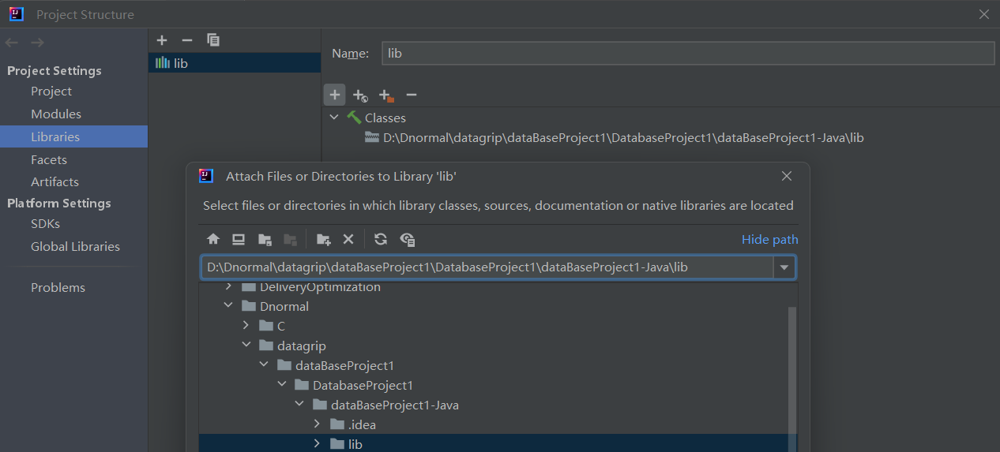 Project Structure
Project Settings
Project
Modules
Libraries
Facets
Artifacts
Platform Settings
SDKs
Global Libraries
Problems
lib
Name: lib
Classes
D:\Dnormal\datagrip\dataBaseProject1\DatabaseProject1\dataBaseProject1-Java\lib
Attach Files or Directories to Library 'lib'
Select files or directories in which library classes, sources, documentation or native libraries are located
Hide path
D:\Dnormal\datagrip\dataBaseProject1\DatabaseProject1\dataBaseProject1-Java\lib
DeliveryOptimization
Dnormal
C
datagrip
dataBaseProject1
DatabaseProject1
dataBaseProject1-Java
.idea
lib